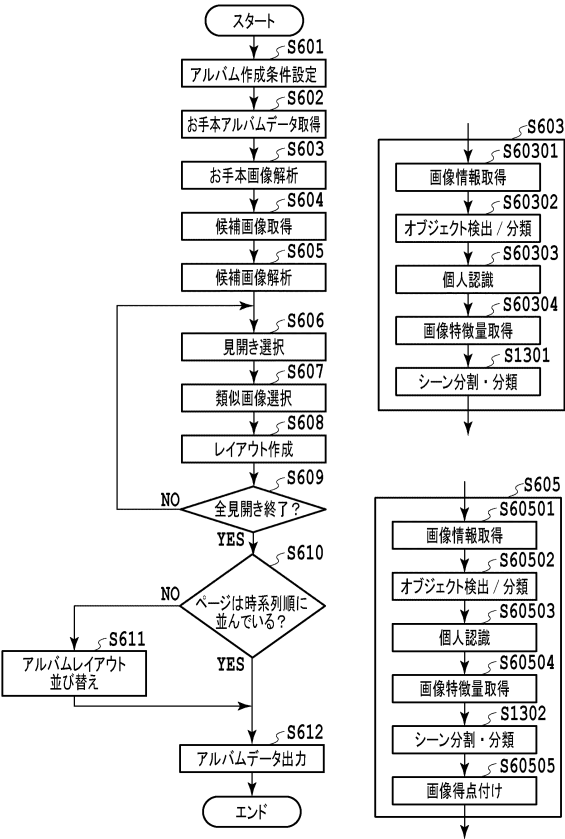 スタート
S601
アルバム作成条件設定
S602
お手本アルバムデータ取得
S603
お手本画像解析
S604
候補画像取得
S605
候補画像解析
S606
見開き選択
S607
類似画像選択
S608
レイアウト作成
S609
全見開き終了？
NO
YES
S610
ページは時系列順に
並んでいる？
NO
YES
S611
アルバムレイアウト
並び替え
S612
アルバムデータ出力
エンド
S603
S60301
画像情報取得
S60302
オブジェクト検出／分類
S60303
個人認識
S60304
画像特徴量取得
S1301
シーン分割・分類
S605
S60501
画像情報取得
S60502
オブジェクト検出／分類
S60503
個人認識
S60504
画像特徴量取得
S1302
シーン分割・分類
S60505
画像得点付け